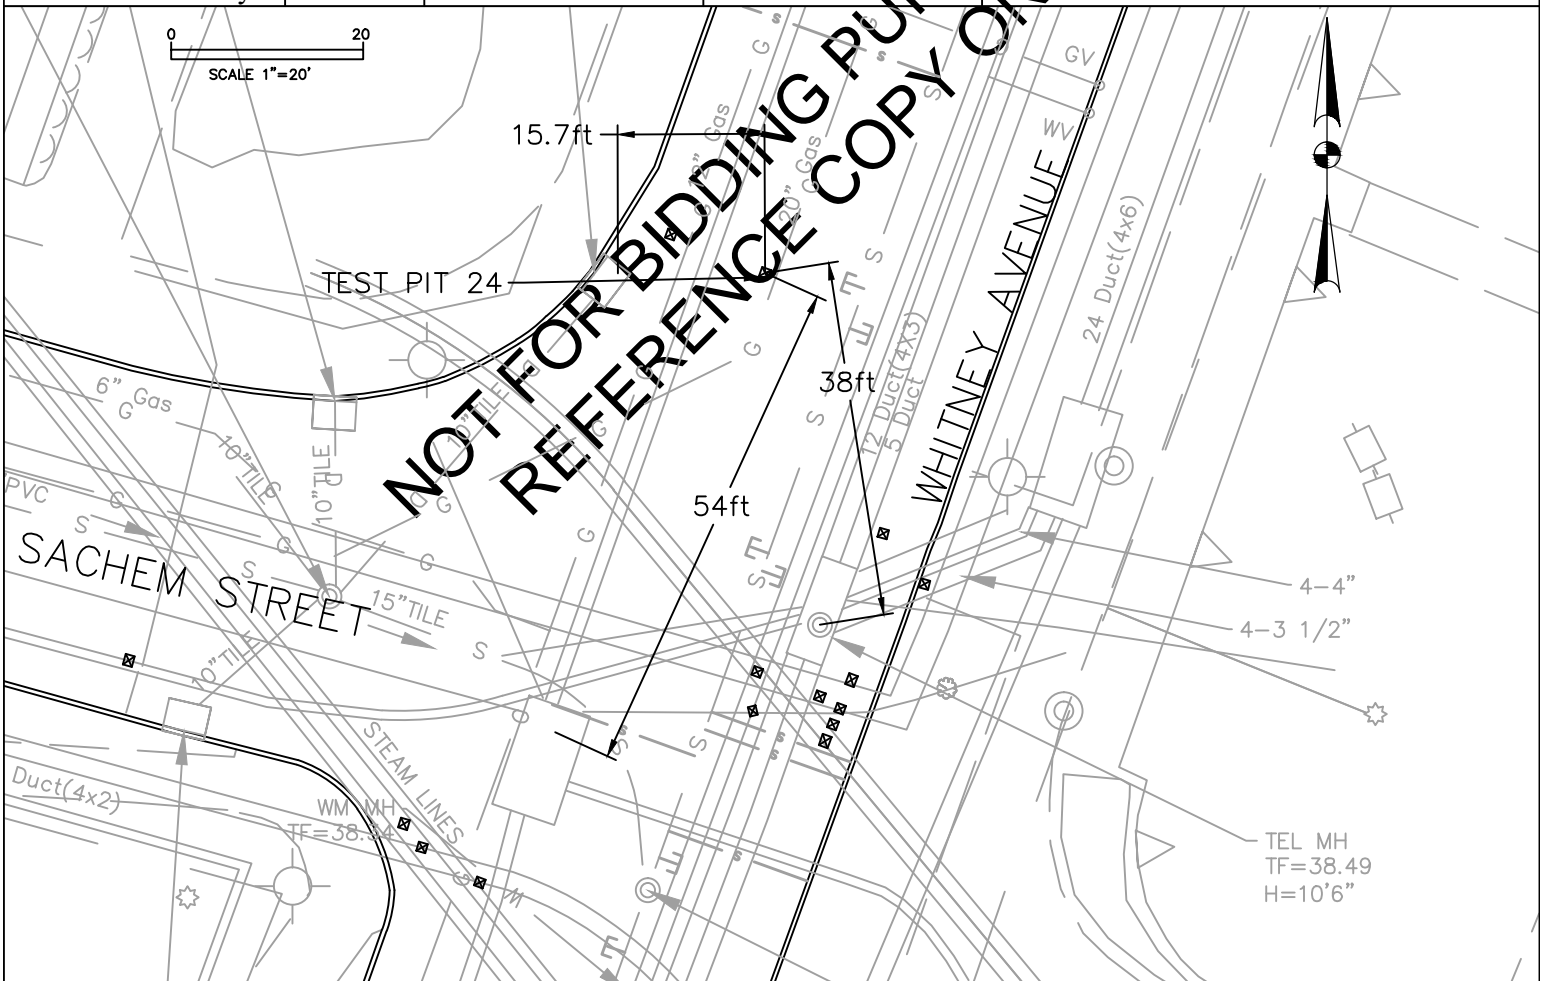 0 20
SCALE 1"=20'
NOT FOR BIDDING
REFERENCE COPY
15.7ft
TEST PIT 24
12" Gas
20" Gas
GV
WV
WHITNEY AVENUE
24 Duct(4x6)
12 Duct(4X3)
5 Duct
38ft
54ft
6" Gas
10"TILE
10"TILE
10"TILE
PVC
SACHEM STREET
15"TILE
10"TILE
STEAM LINES
Duct(4x2)
WM MH
TF=38.34
4-4"
4-3 1/2"
TEL MH
TF=38.49
H=10'6"